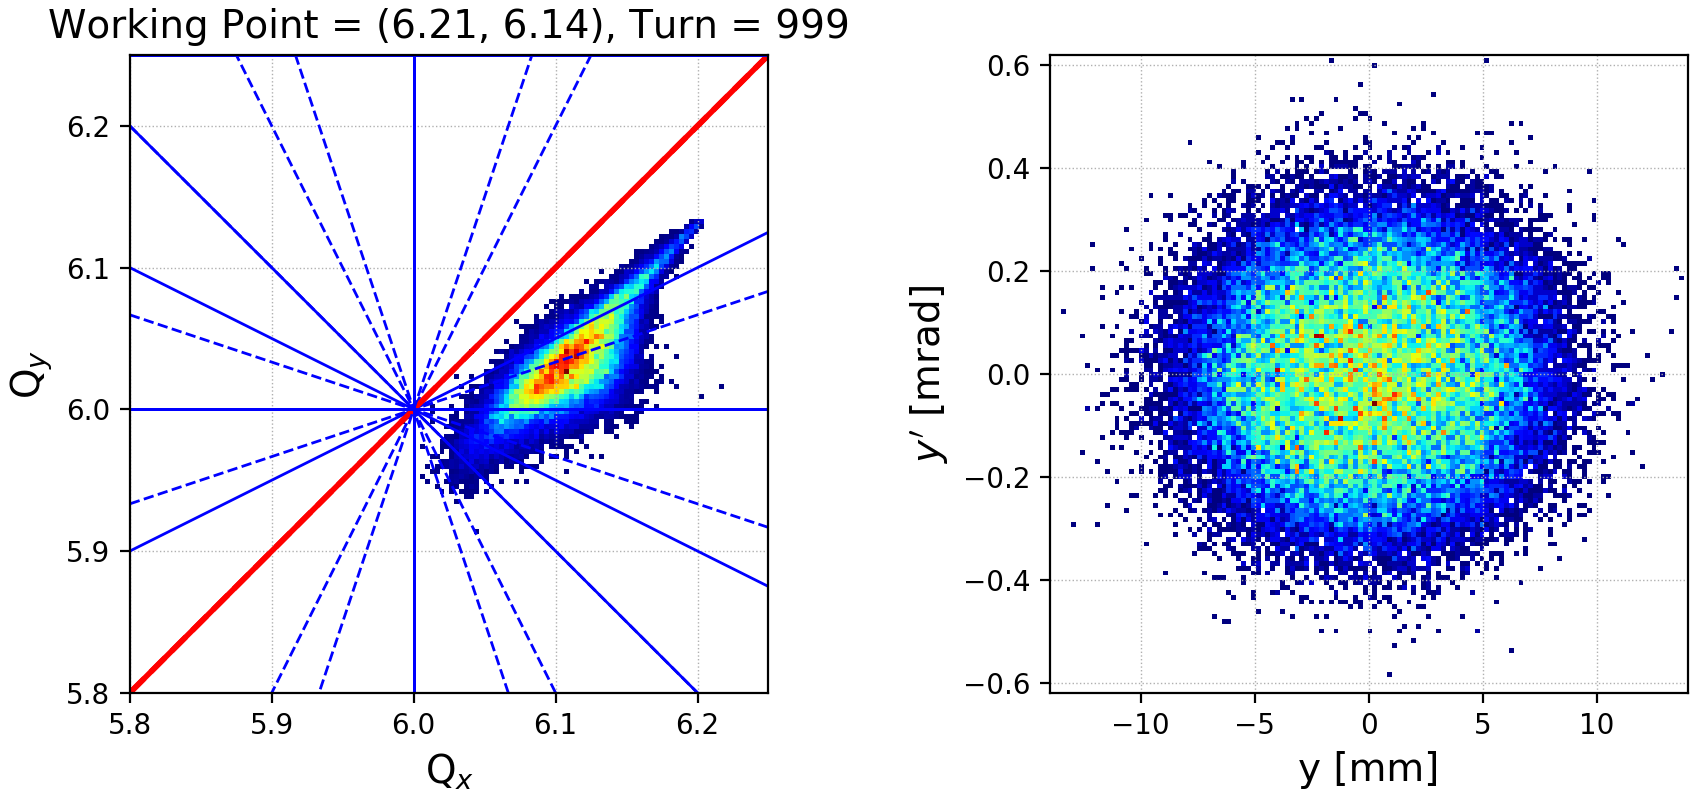 Working Point = (6.21, 6.14), Turn = 999
6.2
6.1
6.0
5.9
5.8
Q_y
5.8 5.9 6.0 6.1 6.2
Q_x
0.6
0.4
0.2
0.0
−0.2
−0.4
−0.6
y′ [mrad]
−10 −5 0 5 10
y [mm]